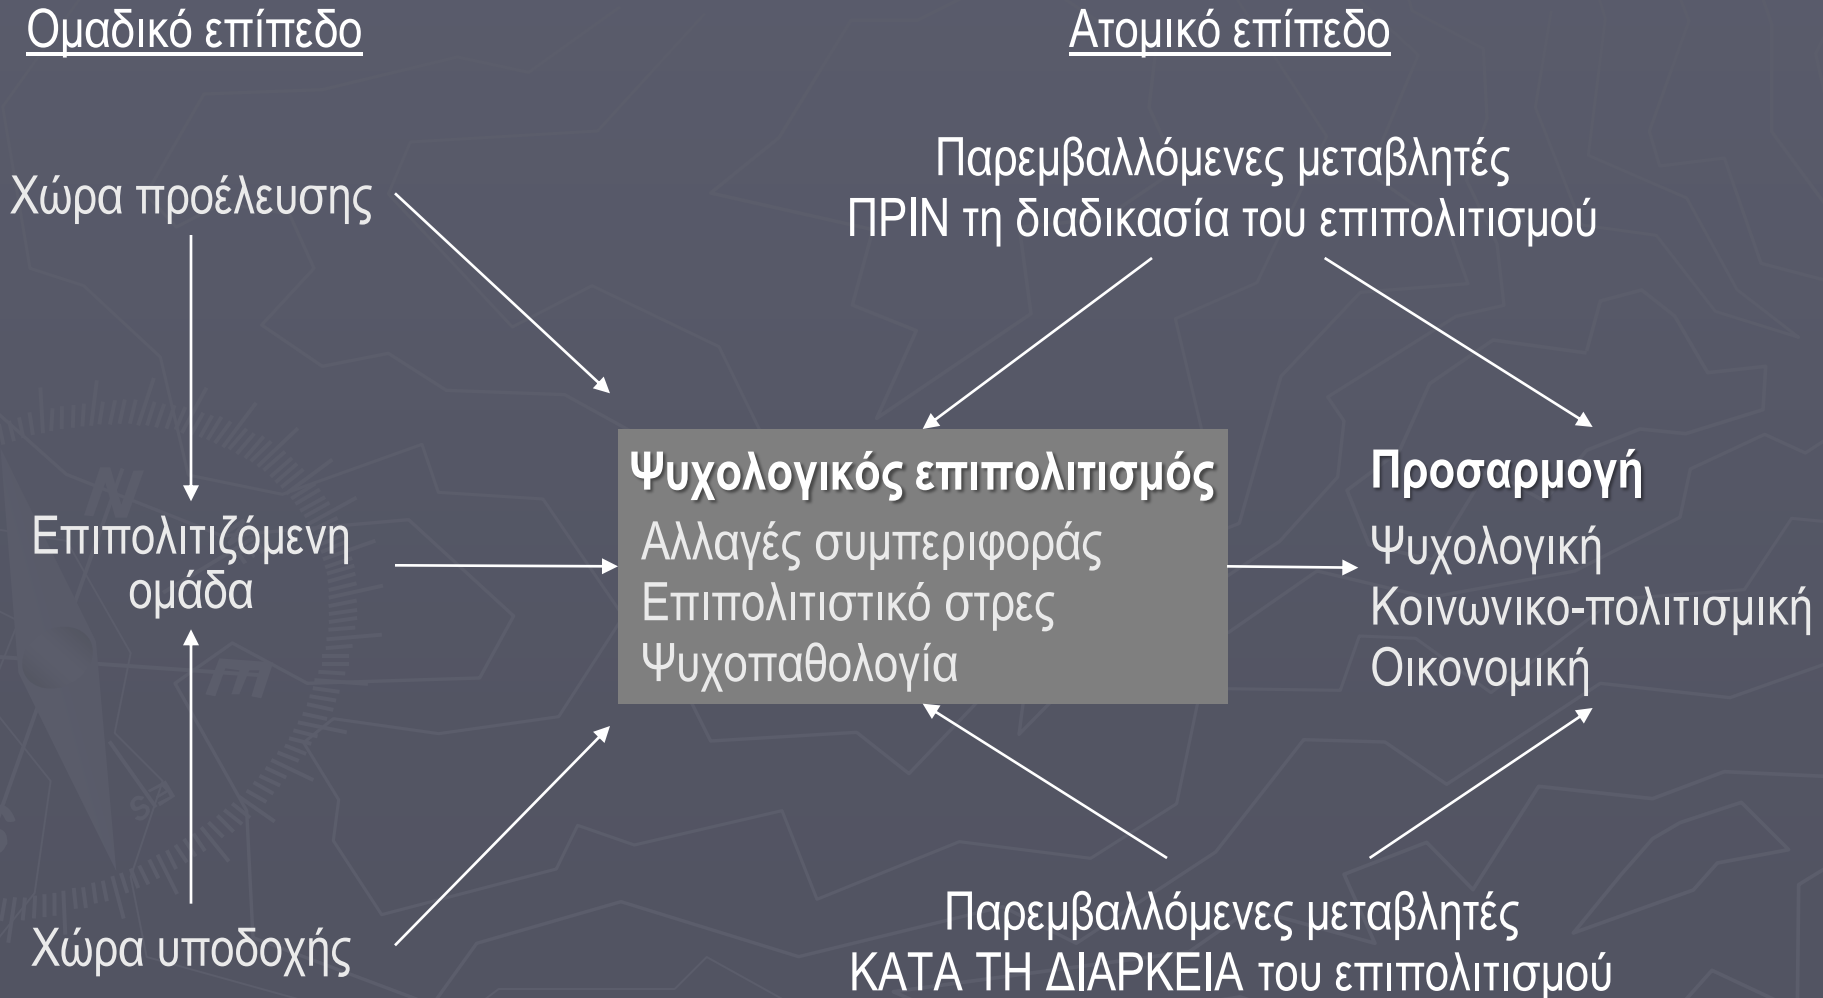 Ομαδικό επίπεδο
Ατομικό επίπεδο
Χώρα προέλευσης
Παρεμβαλλόμενες μεταβλητές
ΠΡΙΝ τη διαδικασία του επιπολιτισμού
Επιπολιτιζόμενη
ομάδα
Ψυχολογικός επιπολιτισμός
Αλλαγές συμπεριφοράς
Επιπολιτιστικό στρες
Ψυχοπαθολογία
Προσαρμογή
Ψυχολογική
Κοινωνικο-πολιτισμική
Οικονομική
Χώρα υποδοχής
Παρεμβαλλόμενες μεταβλητές
ΚΑΤΑ ΤΗ ΔΙΑΡΚΕΙΑ του επιπολιτισμού
N
E
SE
S